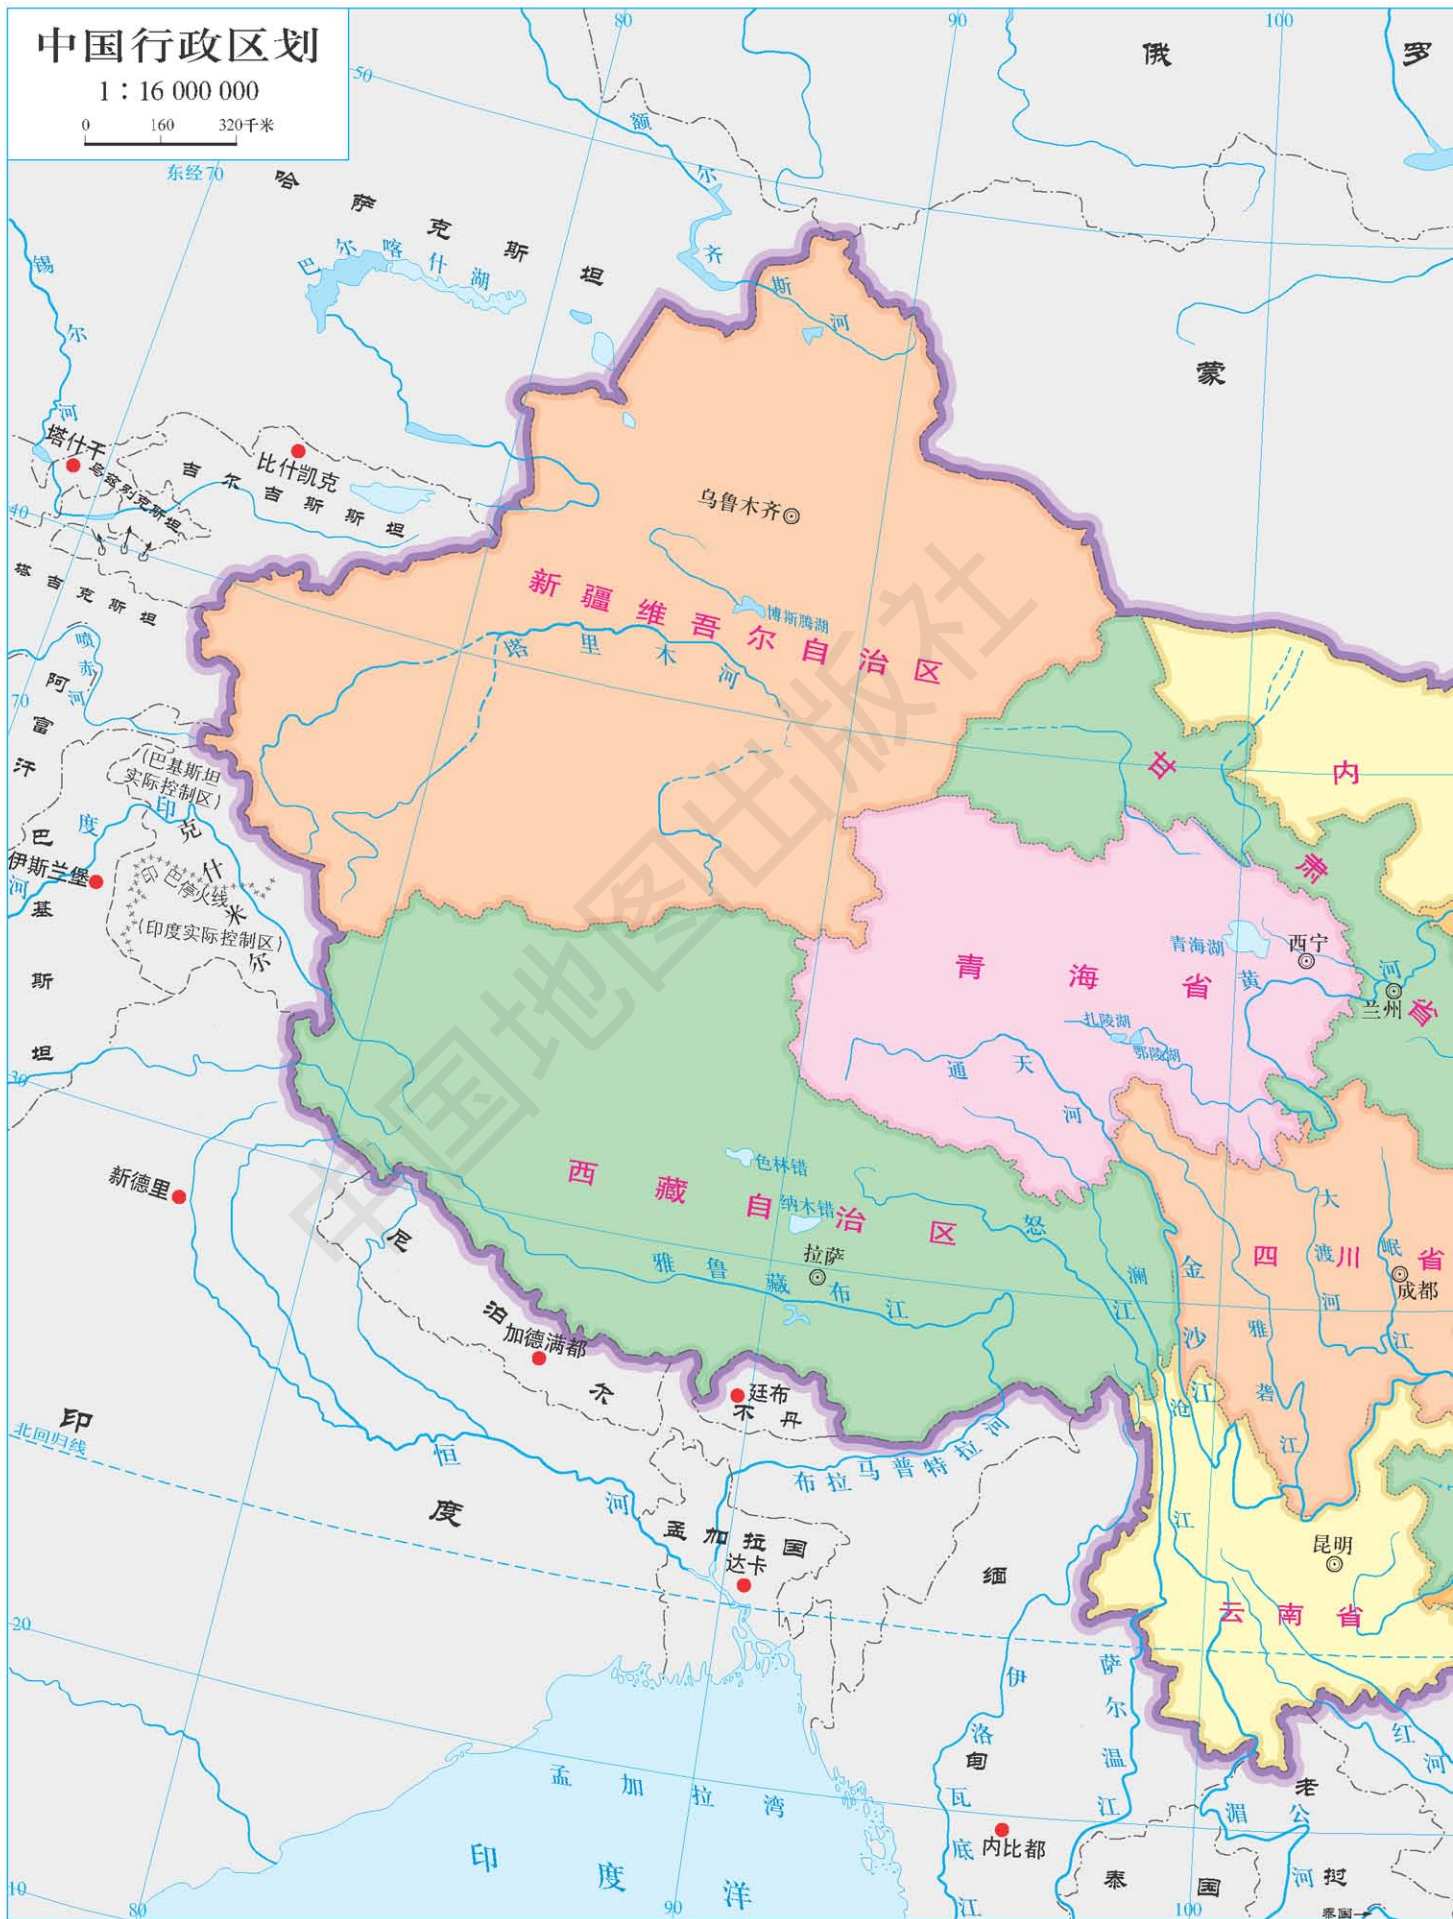 中国行政区划
1∶16 000 000
0 160 320千米
80
90
100
50
东经70
俄 罗
哈萨克斯坦
额尔齐斯河
巴尔喀什湖
锡尔河
蒙
塔什干
乌兹别克斯坦
比什凯克
吉尔吉斯斯坦
40
塔吉克斯坦
喷赤河
70
阿富汗
乌鲁木齐
新疆维吾尔自治区
博斯腾湖
塔里木河
(巴基斯坦
实际控制区)
克什米尔
印度河
印巴停火线
(印度实际控制区)
伊斯兰堡
巴基斯坦
甘肃省
内
青海湖
西宁
黄河
兰州
青海省
扎陵湖
鄂陵湖
通天河
30
新德里
西藏自治区
色林错
纳木错
拉萨
雅鲁藏布江
怒江
澜沧江
金沙江
四川省
大渡河
岷江
成都
雅砻江
尼泊尔
加德满都
廷布
不丹
布拉马普特拉河
印度
北回归线
恒河
孟加拉国
达卡
昆明
云南省
缅甸
伊洛瓦底江
萨尔温江
内比都
20
孟加拉湾
印度洋
红河
老挝
湄公河
泰国
泰国
10
80
90
100
中国地图出版社